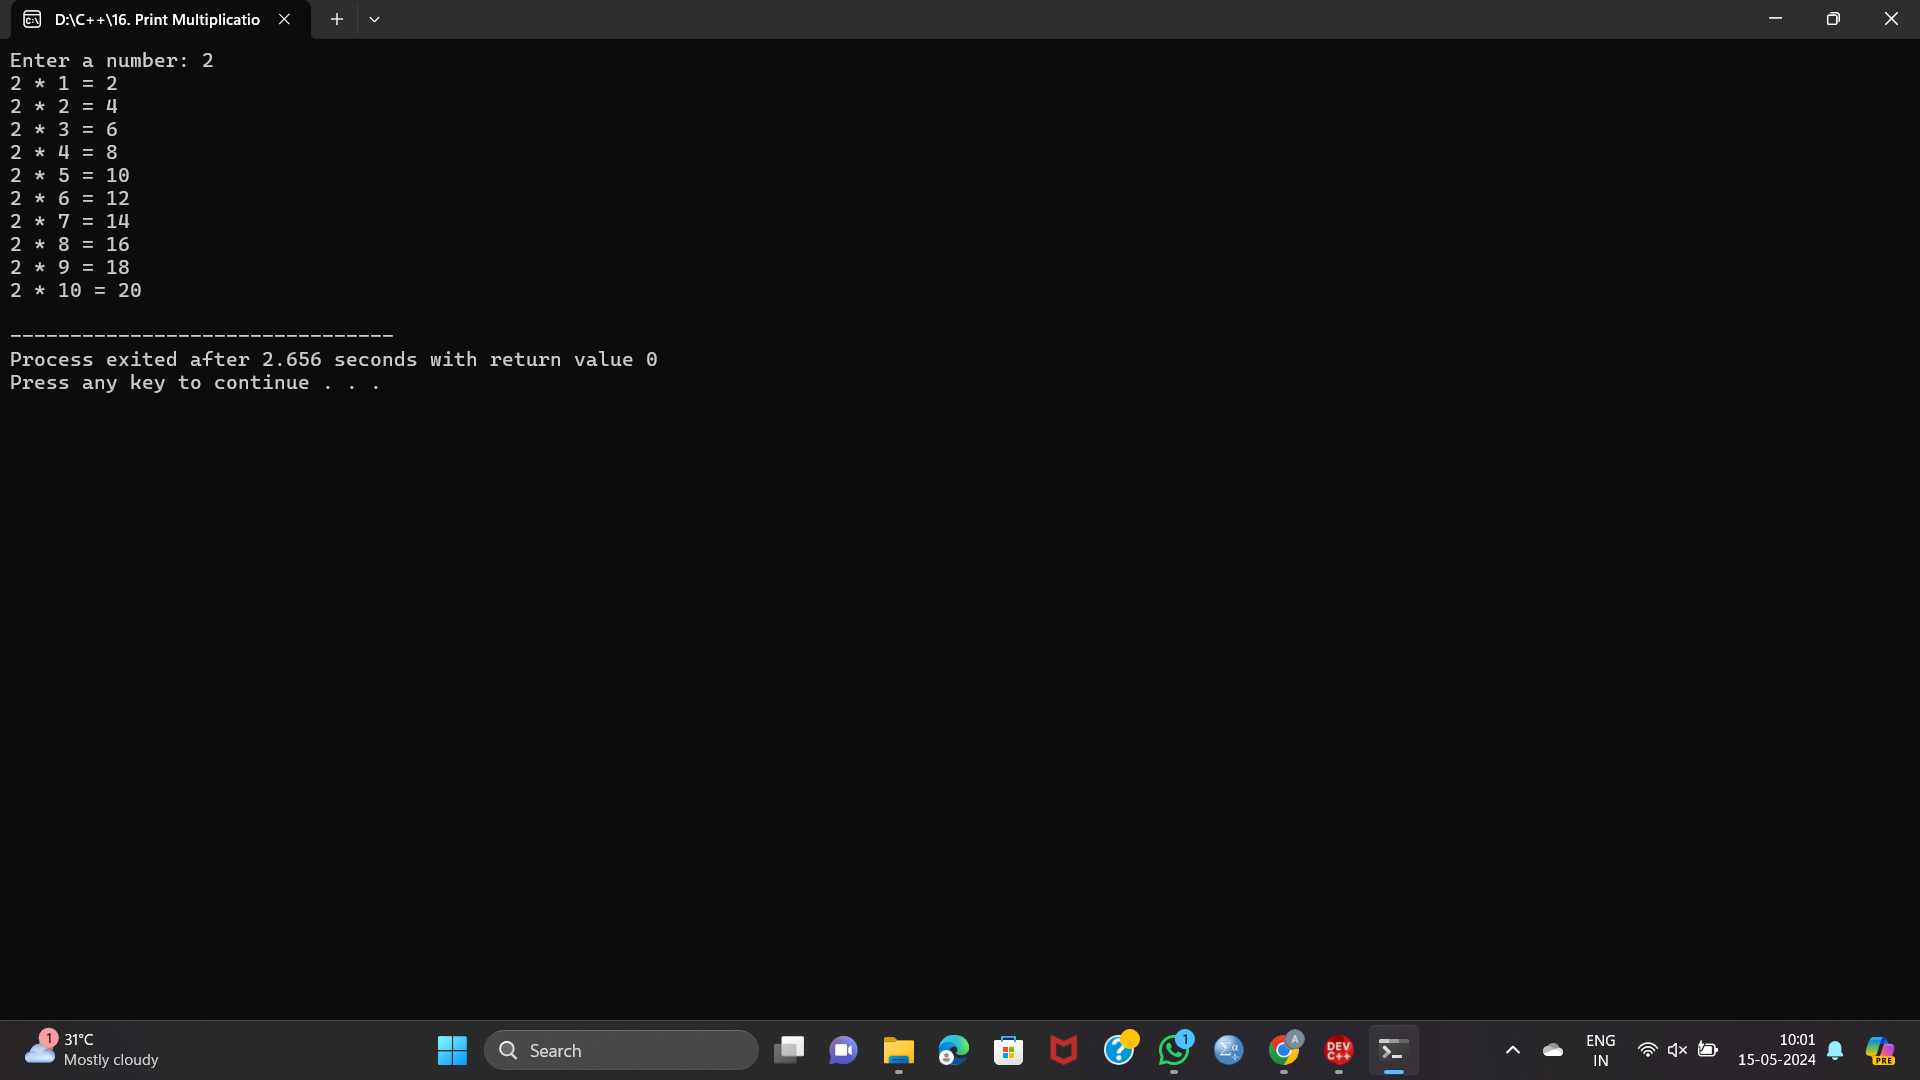 D:\C++\16. Print Multiplicatio
Enter a number: 2
2 * 1 = 2
2 * 2 = 4
2 * 3 = 6
2 * 4 = 8
2 * 5 = 10
2 * 6 = 12
2 * 7 = 14
2 * 8 = 16
2 * 9 = 18
2 * 10 = 20
--------------------------------
Process exited after 2.656 seconds with return value 0
Press any key to continue . . .
1
31°C
Mostly cloudy
Search
1
A
DEV
C++
ENG
IN
10:01
15-05-2024
PRE